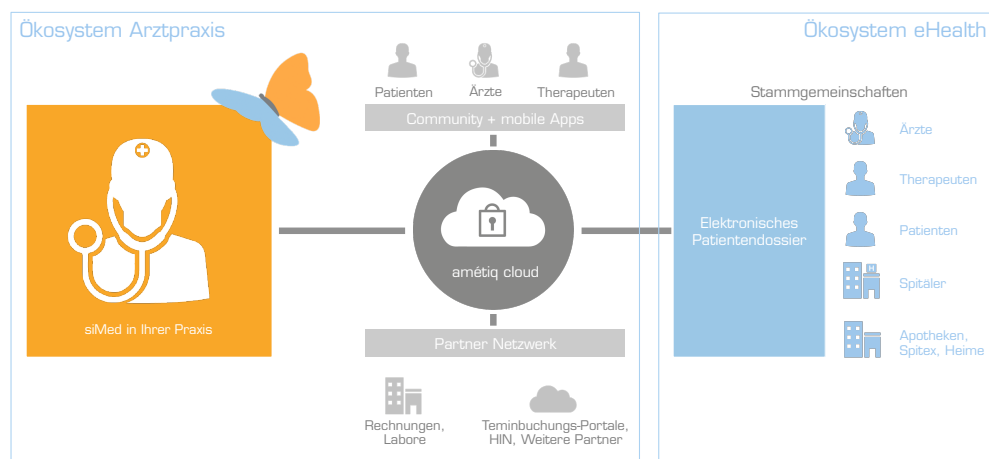 Ökosystem Arztpraxis
Patienten
Ärzte
Therapeuten
Community + mobile Apps
siMed in Ihrer Praxis
amétiq cloud
Partner Netzwerk
Rechnungen,
Labore
Teminbuchungs-Portale,
HIN, Weitere Partner
Ökosystem eHealth
Stammgemeinschaften
Elektronisches
Patientendossier
Ärzte
Therapeuten
Patienten
H
Spitäler
Apotheken,
Spitex, Heime